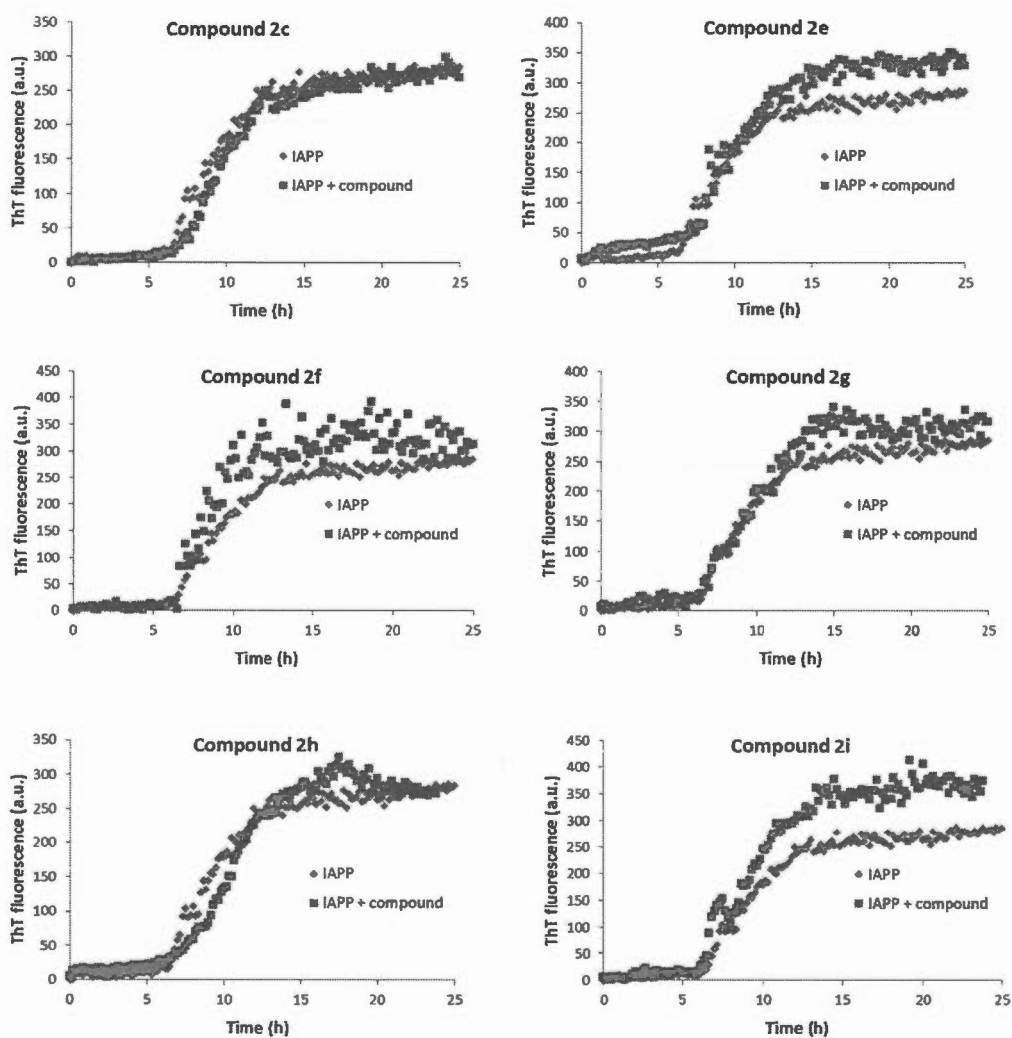 Compound 2c
ThT fluorescence (a.u.)
350
300
250
200
150
100
50
0
IAPP
IAPP + compound
0 5 10 15 20 25
Time (h)
Compound 2e
ThT fluorescence (a.u.)
400
350
300
250
200
150
100
50
0
IAPP
IAPP + compound
0 5 10 15 20 25
Time (h)
Compound 2f
ThT fluorescence (a.u.)
450
400
350
300
250
200
150
100
50
0
IAPP
IAPP + compound
0 5 10 15 20 25
Time (h)
Compound 2g
ThT fluorescence (a.u.)
400
350
300
250
200
150
100
50
0
IAPP
IAPP + compound
0 5 10 15 20 25
Time (h)
Compound 2h
ThT fluorescence (a.u.)
350
300
250
200
150
100
50
0
IAPP
IAPP + compound
0 5 10 15 20 25
Time (h)
Compound 2i
ThT fluorescence (a.u.)
450
400
350
300
250
200
150
100
50
0
IAPP
IAPP + compound
0 5 10 15 20 25
Time (h)